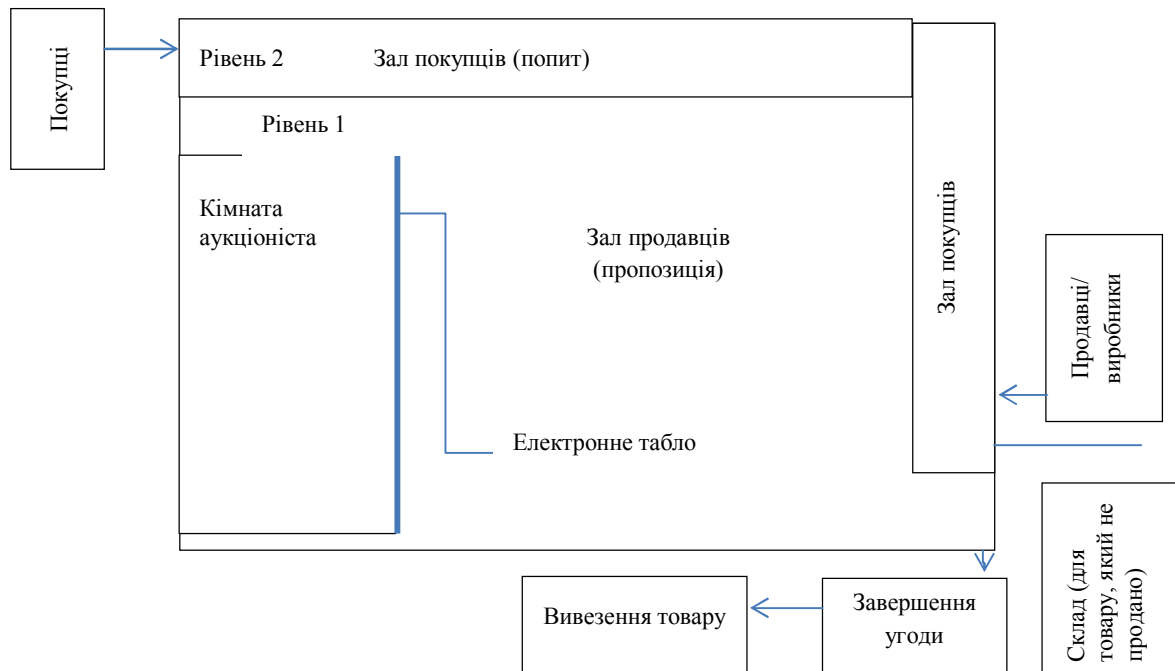 Покупці
Рівень 2
Зал покупців (попит)
Рівень 1
Кімната
аукціоніста
Зал продавців
(пропозиція)
Зал покупців
Продавці/
виробники
Електронне табло
Склад (для
товару, який не
продано)
Вивезення товару
Завершення
угоди